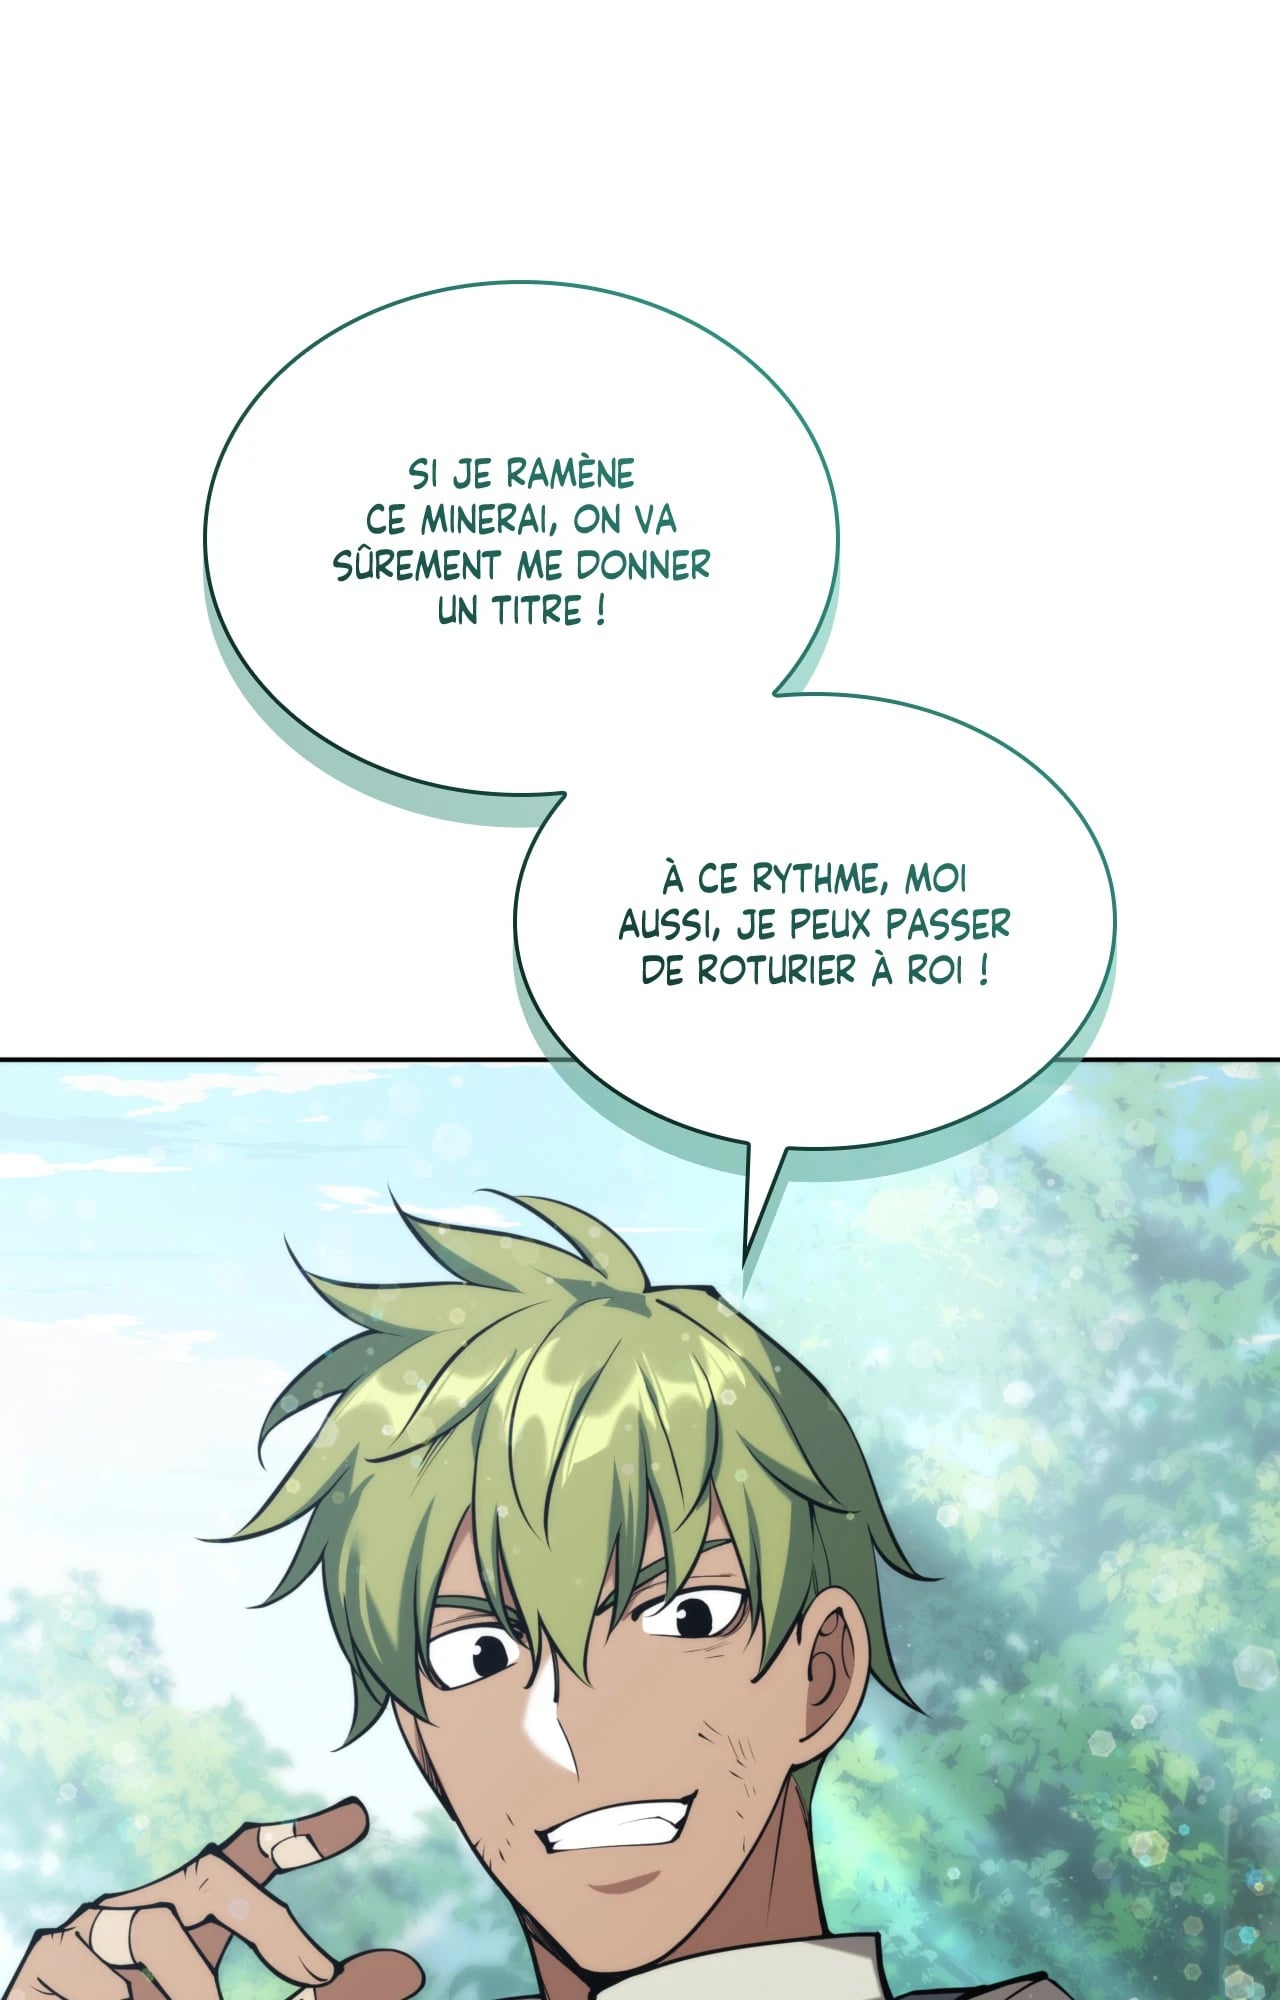 SI JE RAMÈNE
CE MINERAI, ON VA
SÛREMENT ME DONNER
UN TITRE !
À CE RYTHME, MOI
AUSSI, JE PEUX PASSER
DE ROTURIER À ROI !